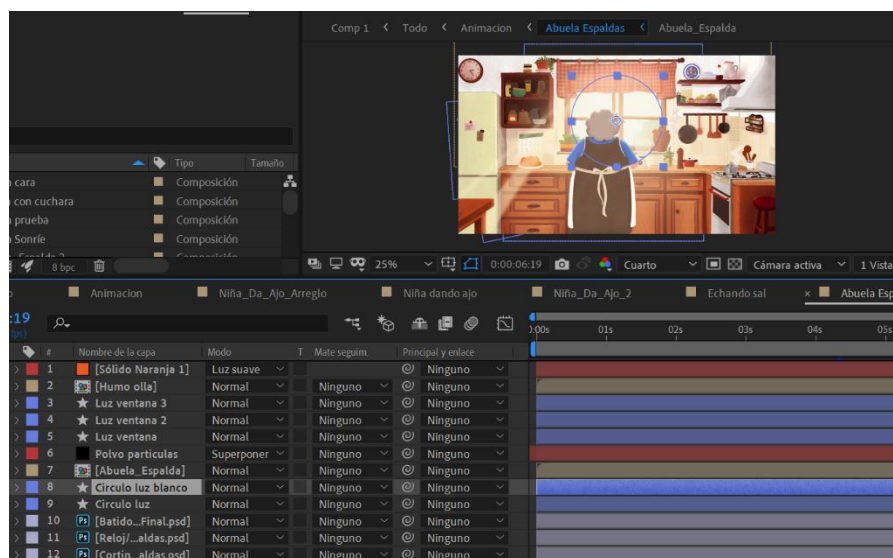 Comp 1 Todo Animacion Abuela Espaldas Abuela_Espalda
Tipo Tamaño
cara Composición
con cuchara Composición
prueba Composición
Sonríe Composición
8 bpc 25% 0:00:06:19 Cuarto Cámara activa 1 Vista
Animacion Niña_Da_Ajo_Arreglo Niña dando ajo Niña_Da_Ajo_2 Echando sal × Abuela Esp
:19
00s 01s 02s 03s 04s 05s
# Nombre de la capa Modo T Mate seguim. Principal y enlace
1 [Sólido Naranja 1] Luz suave Ninguno
2 [Humo olla] Normal Ninguno Ninguno
3 Luz ventana 3 Normal Ninguno Ninguno
4 Luz ventana 2 Normal Ninguno Ninguno
5 Luz ventana Normal Ninguno Ninguno
6 Polvo particulas Superponer Ninguno Ninguno
7 [Abuela_Espalda] Normal Ninguno Ninguno
8 Circulo luz blanco Normal Ninguno Ninguno
9 Circulo luz Normal Ninguno Ninguno
10 Ps [Batido...Final.psd] Normal Ninguno Ninguno
11 Ps [Reloj/...aldas.psd] Normal Ninguno Ninguno
12 Ps [Cortin...aldas.psd] Normal Ninguno Ninguno